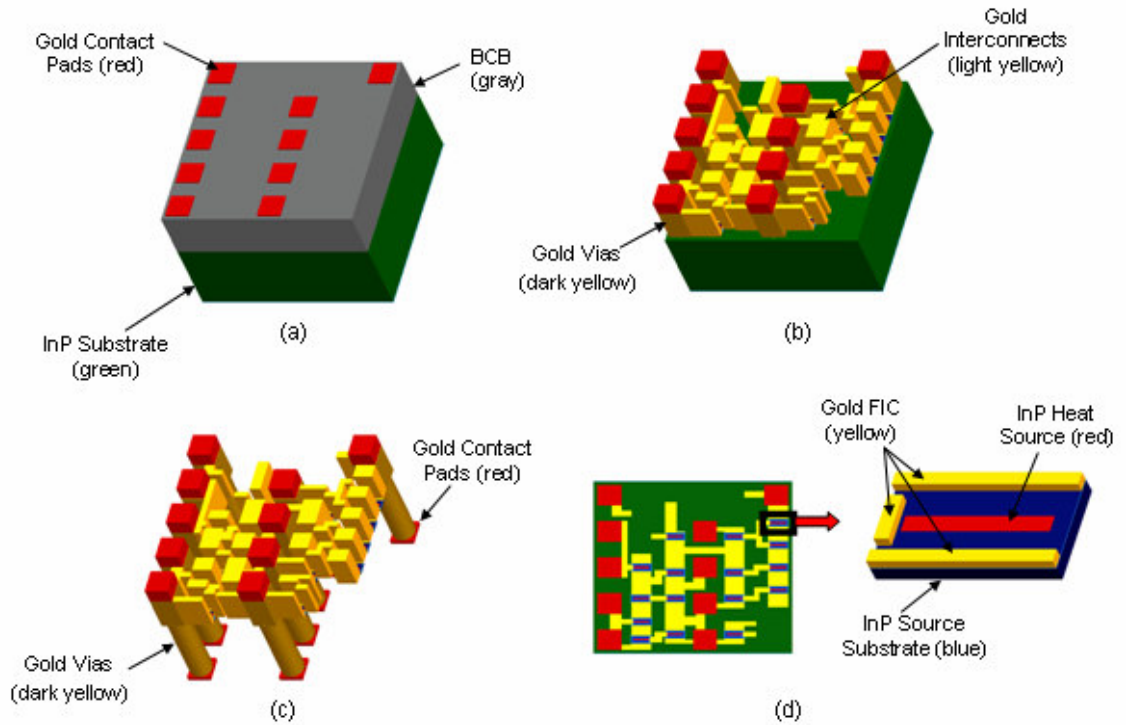 Gold Contact
Pads (red)
BCB
(gray)
InP Substrate
(green)
(a)
Gold
Interconnects
(light yellow)
Gold Vias
(dark yellow)
(b)
Gold Contact
Pads (red)
Gold Vias
(dark yellow)
(c)
Gold FIC
(yellow)
InP Heat
Source (red)
InP Source
Substrate (blue)
(d)